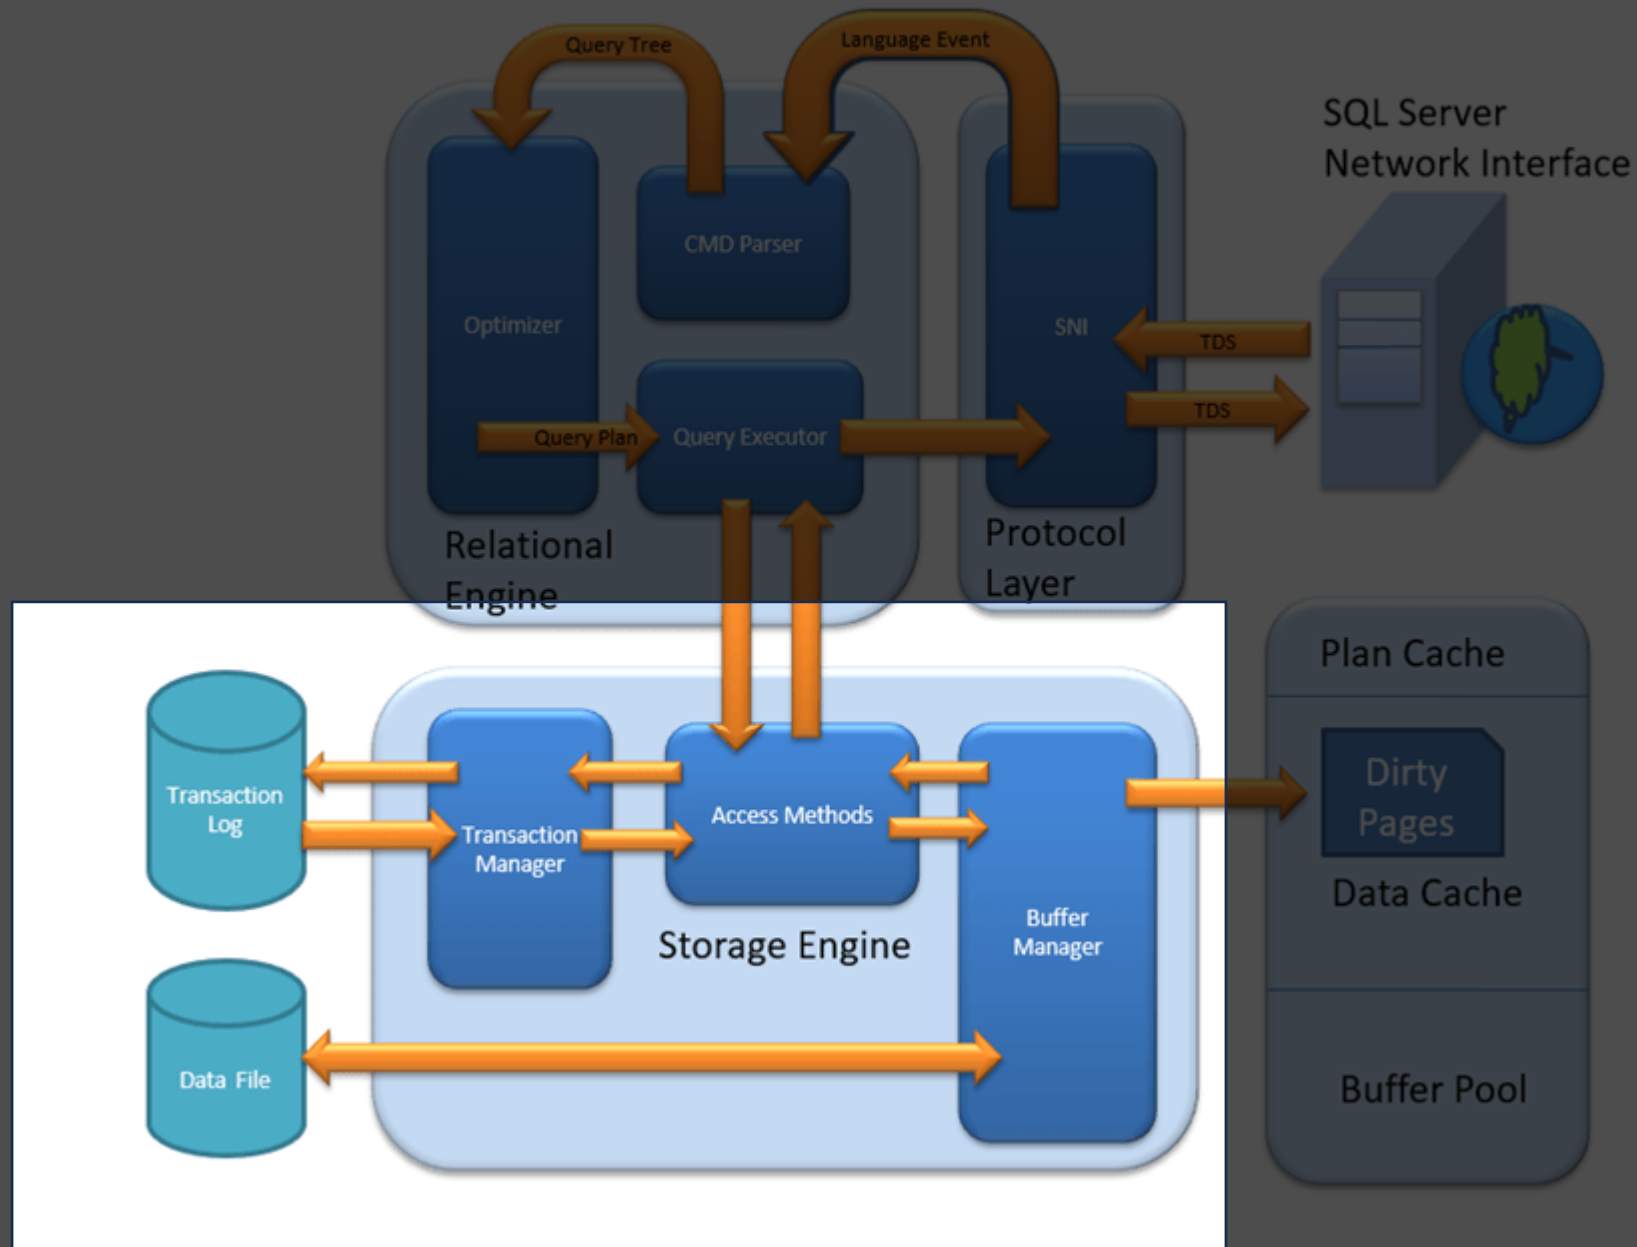 Query Tree
Language Event
SQL Server
Network Interface
CMD Parser
Optimizer
SNI
TDS
TDS
Query Plan
Query Executor
Relational
Engine
Protocol
Layer
Plan Cache
Dirty
Pages
Data Cache
Buffer Pool
Transaction
Log
Transaction
Manager
Access Methods
Storage Engine
Buffer
Manager
Data File